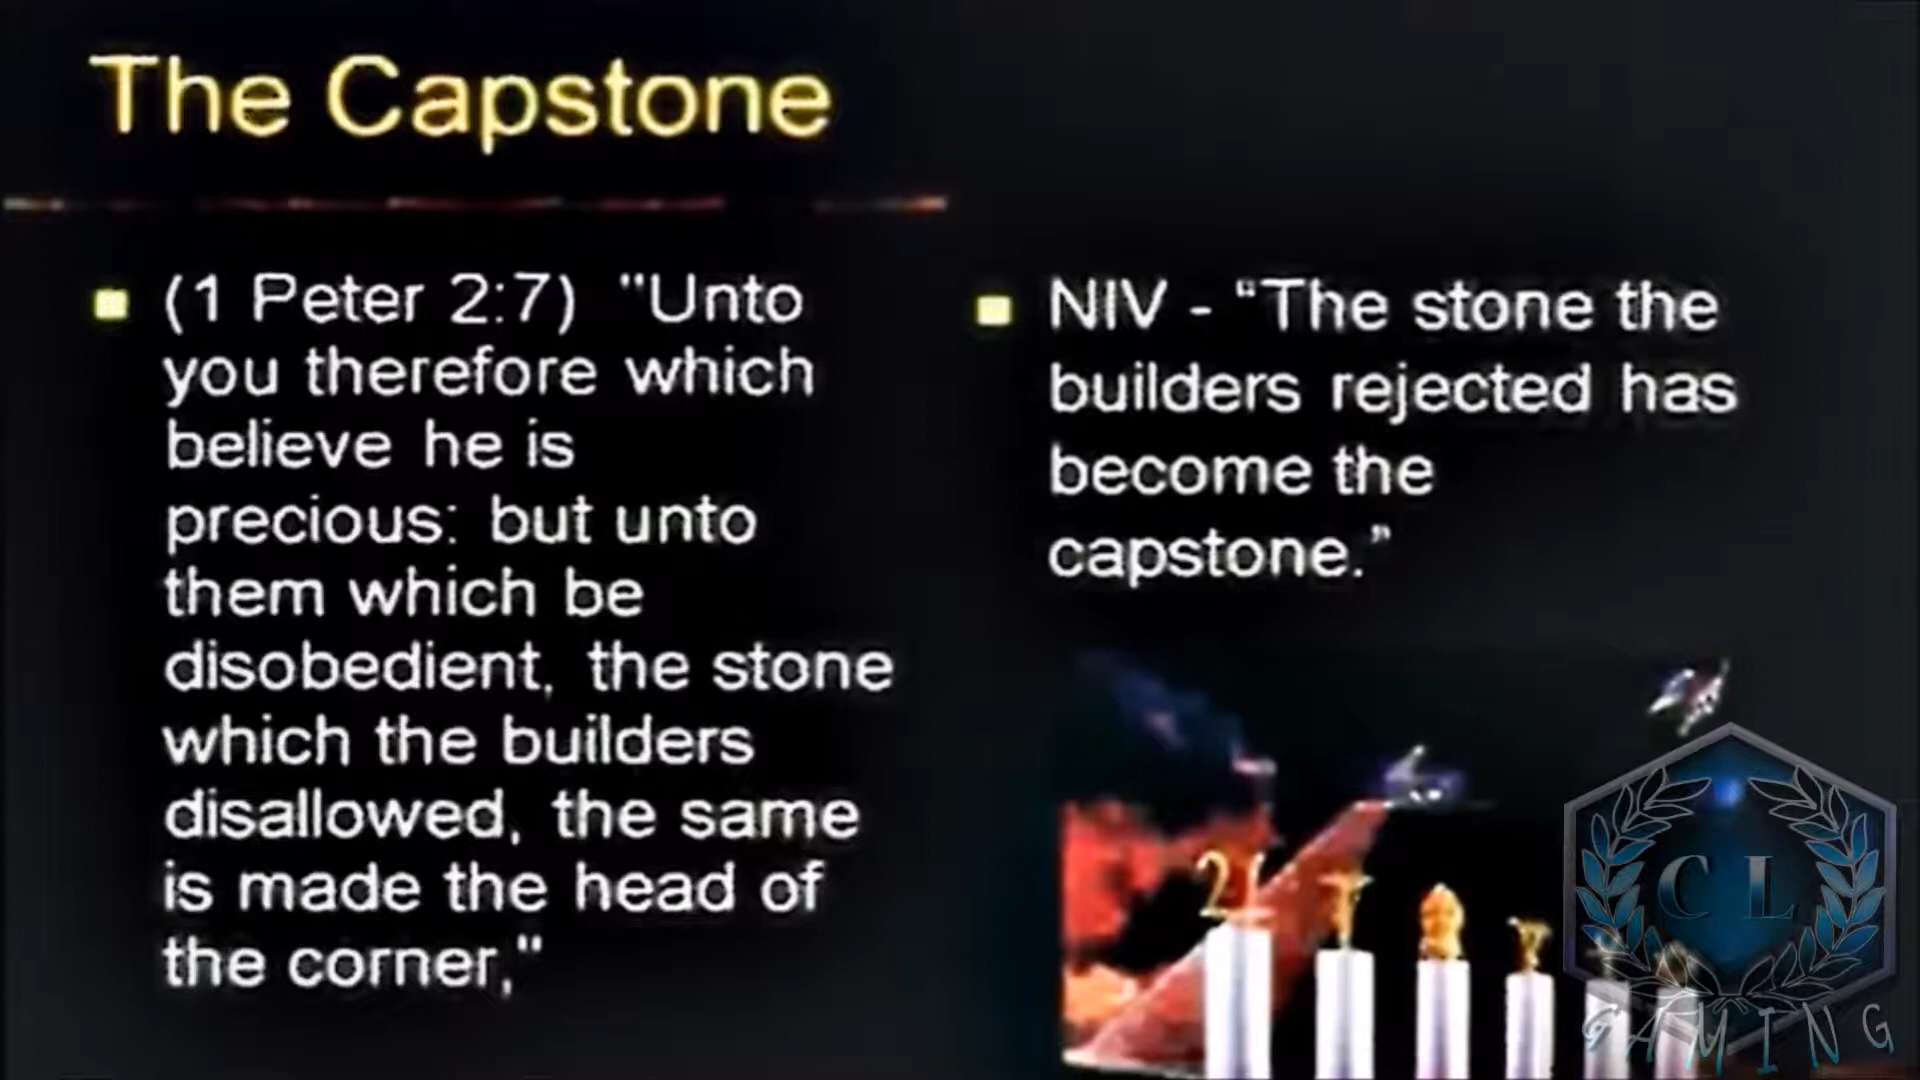 The Capstone
(1 Peter 2:7) "Unto
you therefore which
believe he is
precious: but unto
them which be
disobedient, the stone
which the builders
disallowed, the same
is made the head of
the corner,"
NIV - “The stone the
builders rejected has
become the
capstone.”
C L
GAMING